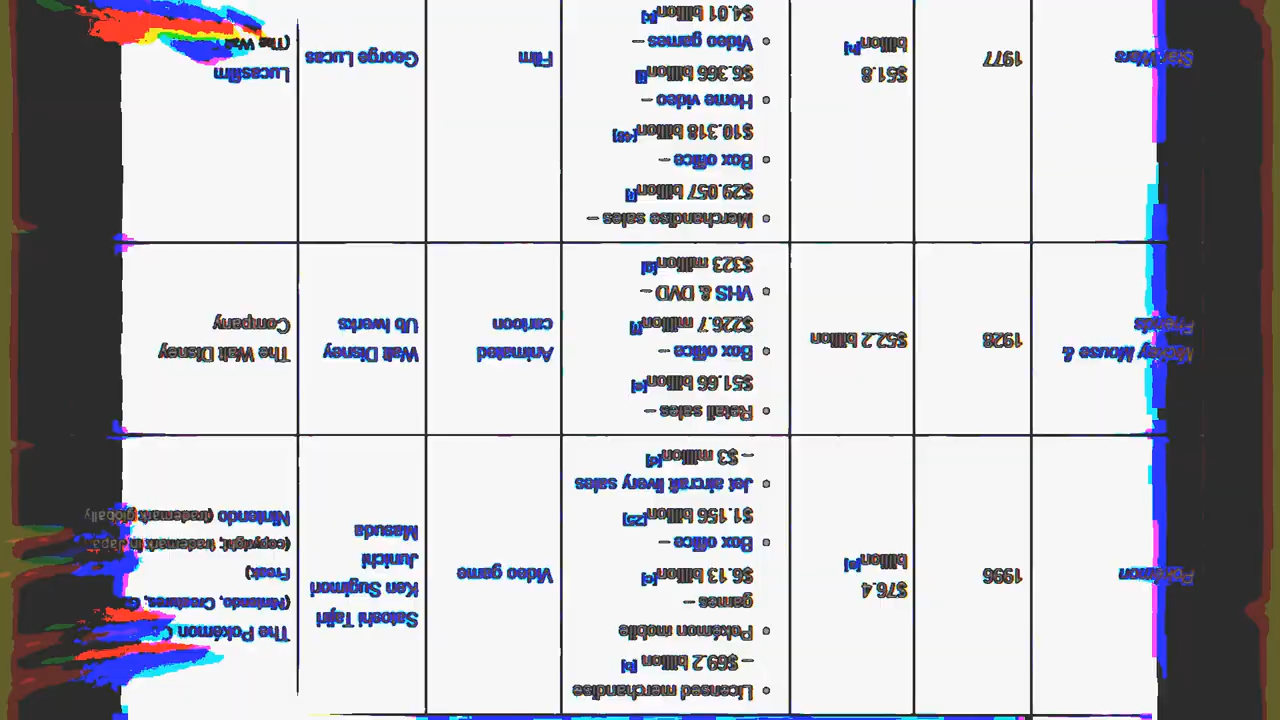 Pokémon
1996
$76.4
billion[a]
• Licensed merchandise
– $69.2 billion [b]
• Pokémon mobile
games –
$6.13 billion[c]
• Box office –
$1.156 billion[25]
• Jet aircraft livery sales
– $3 million[d]
Video game
Satoshi Tajiri
Ken Sugimori
Junichi
Masuda
The Pokémon
(Nintendo, Creatures,
Freak)
(copyright, trademark in Japan
Nintendo (trademark globally
Mickey Mouse &
Friends
1928
$52.2 billion
• Retail sales –
$51.66 billion[e]
• Box office –
$226.7 million[f]
• VHS & DVD –
$323 million[g]
Animated
cartoon
Walt Disney
Ub Iwerks
The Walt Disney
Company
Star Wars
1977
$51.8
billion[h]
• Merchandise sales –
$29.057 billion[i]
• Box office –
$10.318 billion[48]
• Home video –
$6.366 billion[j]
• Video games –
$4.01 billion[k]
Film
George Lucas
Lucasfilm
(The Walt